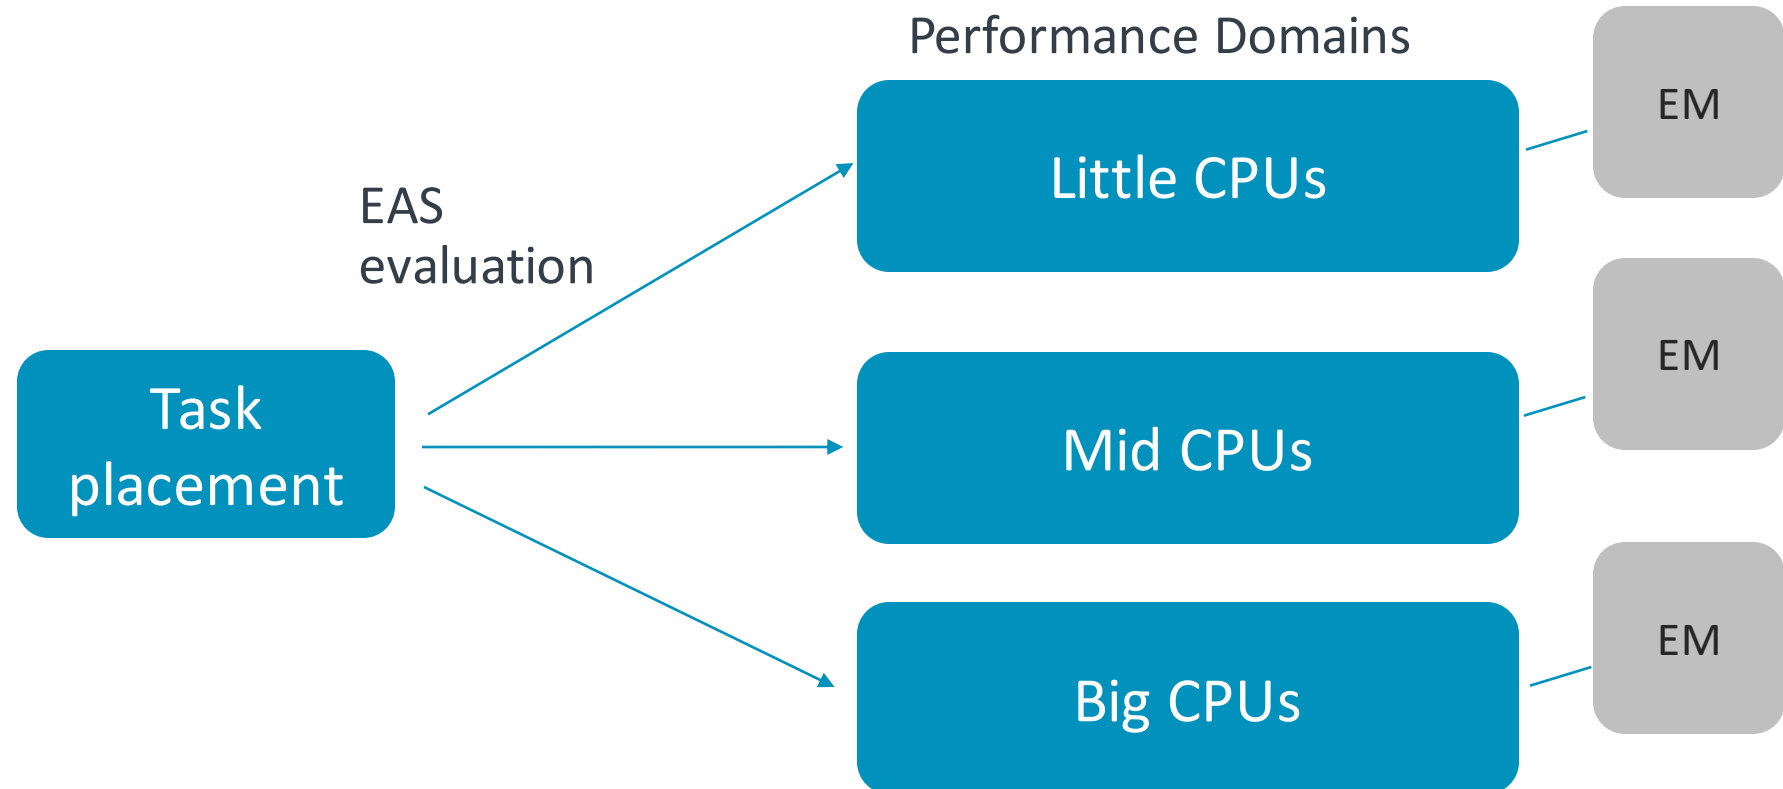 Performance Domains
EM
Little CPUs
EAS
evaluation
EM
Task
placement
Mid CPUs
EM
Big CPUs